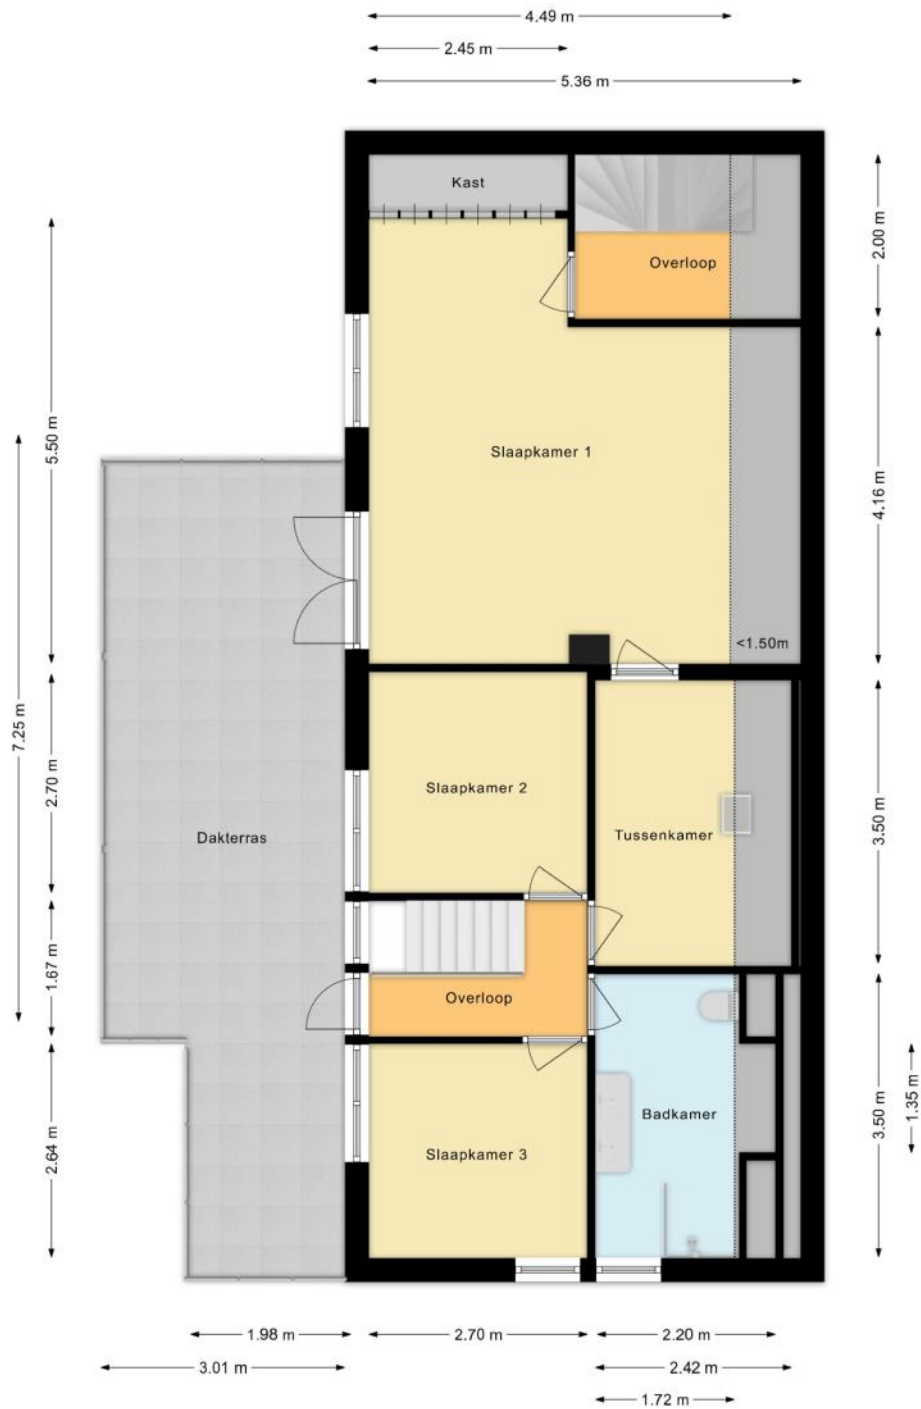 4.49 m
2.45 m
5.36 m
Kast
2.00 m
Overloop
5.50 m
4.16 m
Slaapkamer 1
7.25 m
<1.50m
2.70 m
Slaapkamer 2
3.50 m
Tussenkamer
Dakterras
1.67 m
Overloop
2.64 m
Badkamer
3.50 m
1.35 m
Slaapkamer 3
1.98 m
2.70 m
2.20 m
3.01 m
2.42 m
1.72 m